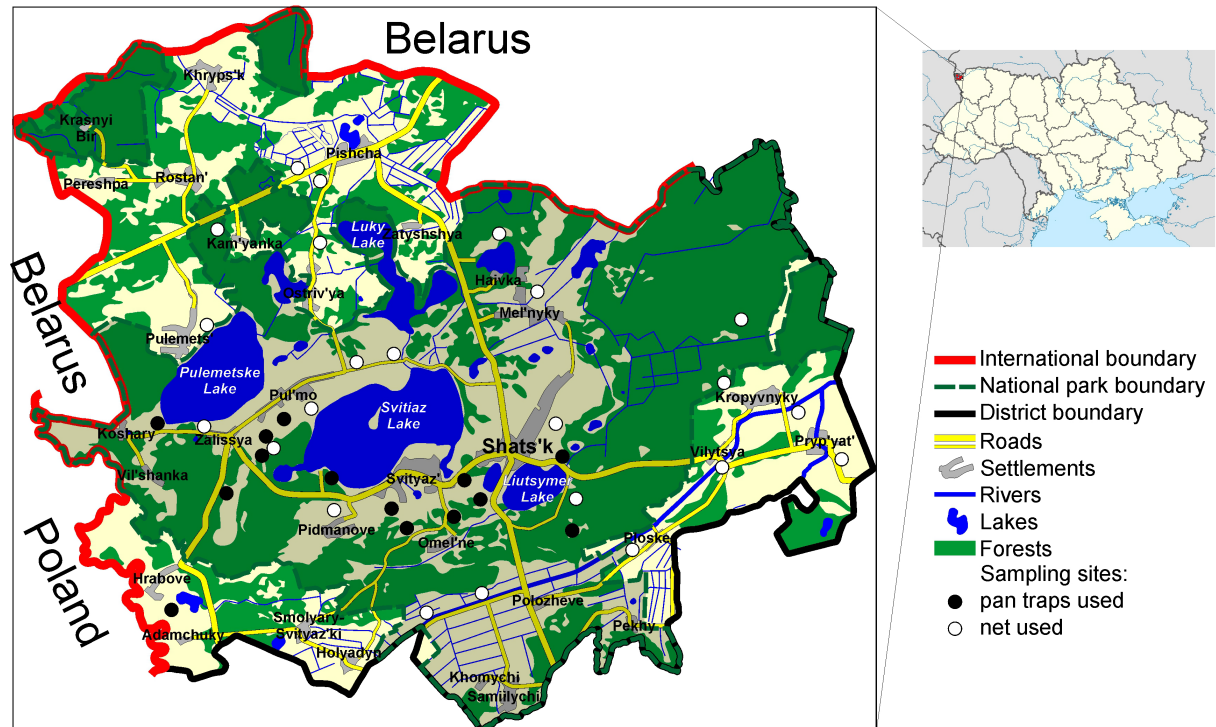 Belarus
Khryps'k
Krasnyi
Bir
Pishcha
Pereshpa
Rostan'
Luky
Lake
Zatyshshya
Kam'yanka
Belarus
Haivka
Ostriv'ya
Mel'nyky
Pulemets'
Pulemetske
Lake
Pul'mo
Svitiaz
Lake
Kropyvnyky
Koshary
Zalissya
Shats'k
Pryp'yat'
Vilytsya
Vil'shanka
Svityaz'
Liutsymer
Lake
Pidmanove
Omel'ne
Ploske
Poland
Hrabove
Polozheve
Smolyary-
Svityaz'ki
Adamchuky
Pekhy
Holyadyn
Khomychi
Samiilychi
International boundary
National park boundary
District boundary
Roads
Settlements
Rivers
Lakes
Forests
Sampling sites:
pan traps used
net used